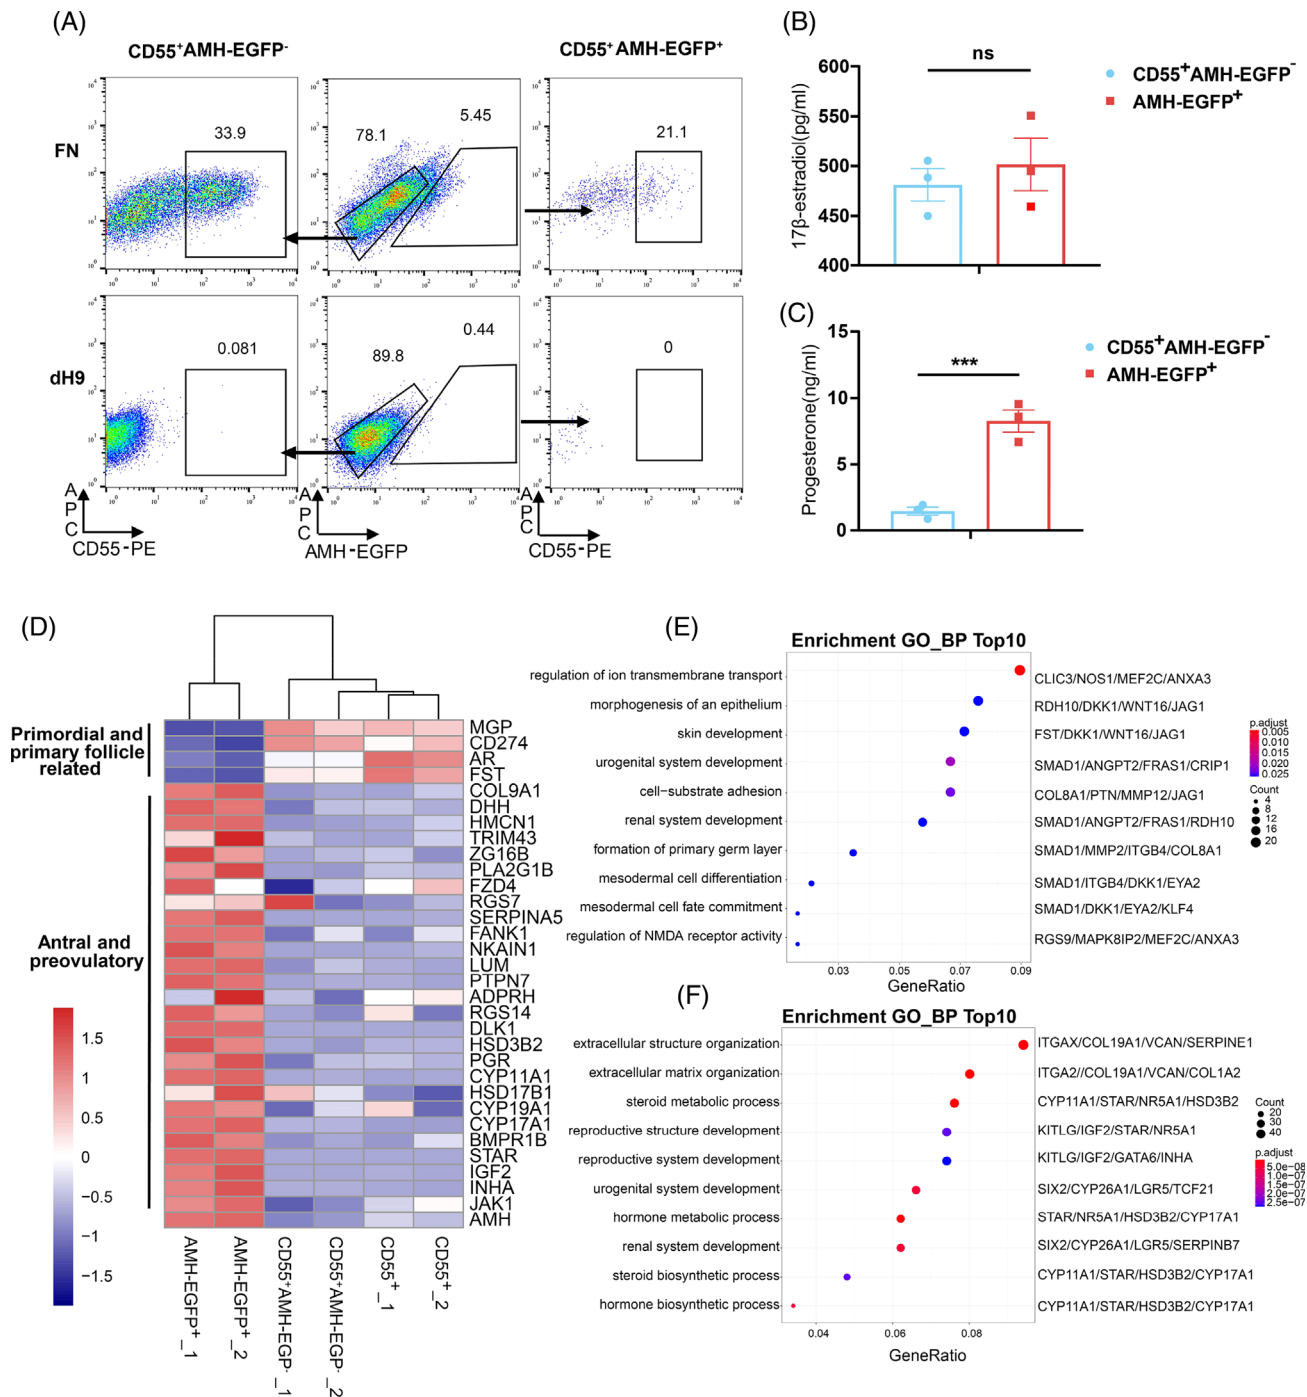 (A)
CD55+AMH-EGFP-
CD55+AMH-EGFP+
FN
33.9
78.1
5.45
21.1
dH9
0.081
89.8
0.44
0
APC
CD55-PE
APC
AMH-EGFP
APC
CD55-PE
(B)
ns
CD55+AMH-EGFP-
AMH-EGFP+
17β-estradiol(pg/ml)
600
550
500
450
400
(C)
***
CD55+AMH-EGFP-
AMH-EGFP+
Progesterone(ng/ml)
15
10
5
0
(D)
Primordial and
primary follicle
related
Antral and
preovulatory
MGP
CD274
AR
FST
COL9A1
DHH
HMCN1
TRIM43
ZG16B
PLA2G1B
FZD4
RGS7
SERPINA5
FANK1
NKAIN1
LUM
PTPN7
ADPRH
RGS14
DLK1
HSD3B2
PGR
CYP11A1
HSD17B1
CYP19A1
CYP17A1
BMPR1B
STAR
IGF2
INHA
JAK1
AMH
1.5
1
0.5
0
−0.5
−1
−1.5
AMH-EGFP+_1
AMH-EGFP+_2
CD55+AMH-EGP-_1
CD55+AMH-EGP-_2
CD55+_1
CD55+_2
(E)
Enrichment GO_BP Top10
regulation of ion transmembrane transport
CLIC3/NOS1/MEF2C/ANXA3
morphogenesis of an epithelium
RDH10/DKK1/WNT16/JAG1
skin development
FST/DKK1/WNT16/JAG1
urogenital system development
SMAD1/ANGPT2/FRAS1/CRIP1
cell-substrate adhesion
COL8A1/PTN/MMP12/JAG1
renal system development
SMAD1/ANGPT2/FRAS1/RDH10
formation of primary germ layer
SMAD1/MMP2/ITGB4/COL8A1
mesodermal cell differentiation
SMAD1/ITGB4/DKK1/EYA2
mesodermal cell fate commitment
SMAD1/DKK1/EYA2/KLF4
regulation of NMDA receptor activity
RGS9/MAPK8IP2/MEF2C/ANXA3
0.03 0.05 0.07 0.09
GeneRatio
p.adjust
0.005
0.010
0.015
0.020
0.025
Count
4
8
12
16
20
(F)
Enrichment GO_BP Top10
extracellular structure organization
ITGAX/COL19A1/VCAN/SERPINE1
extracellular matrix organization
ITGA2//COL19A1/VCAN/COL1A2
steroid metabolic process
CYP11A1/STAR/NR5A1/HSD3B2
reproductive structure development
KITLG/IGF2/STAR/NR5A1
reproductive system development
KITLG/IGF2/GATA6/INHA
urogenital system development
SIX2/CYP26A1/LGR5/TCF21
hormone metabolic process
STAR/NR5A1/HSD3B2/CYP17A1
renal system development
SIX2/CYP26A1/LGR5/SERPINB7
steroid biosynthetic process
CYP11A1/STAR/HSD3B2/CYP17A1
hormone biosynthetic process
CYP11A1/STAR/HSD3B2/CYP17A1
0.04 0.06 0.08
GeneRatio
Count
20
30
40
p.adjust
5.0e−08
1.0e−07
1.5e−07
2.0e−07
2.5e−07